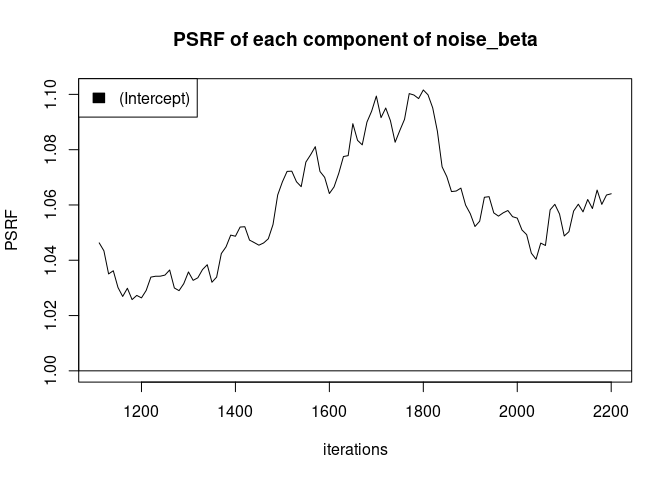 PSRF of each component of noise_beta
(Intercept)
PSRF
1.10
1.08
1.06
1.04
1.02
1.00
1200 1400 1600 1800 2000 2200
iterations